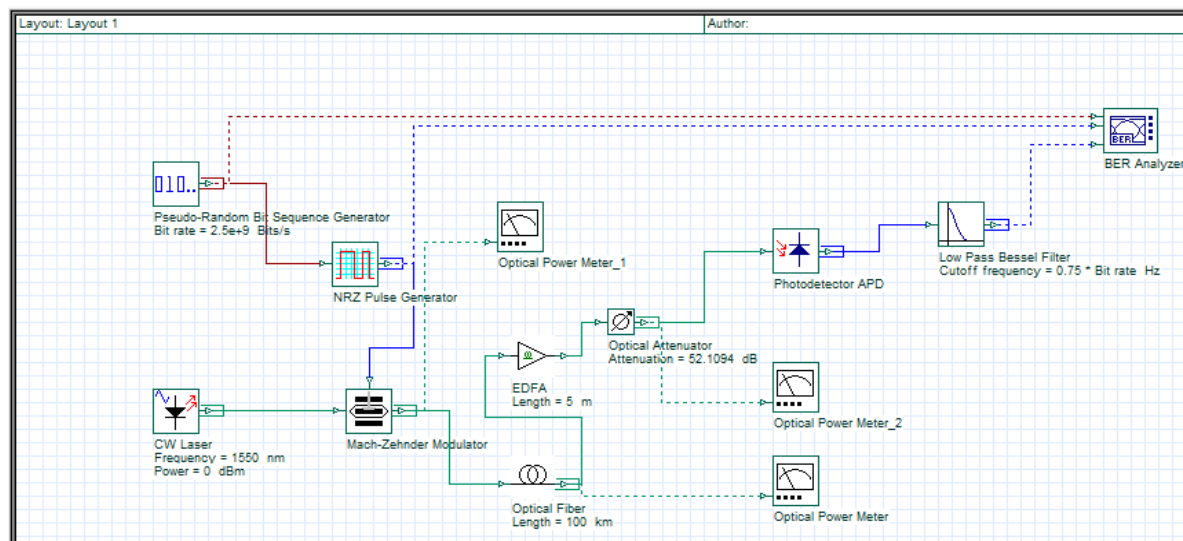 Layout: Layout 1
Author:
BER
BER Analyzer
010..
Pseudo-Random Bit Sequence Generator
Bit rate = 2.5e+9 Bits/s
Optical Power Meter_1
Low Pass Bessel Filter
Cutoff frequency = 0.75 * Bit rate Hz
Photodetector APD
NRZ Pulse Generator
Optical Attenuator
Attenuation = 52.1094 dB
EDFA
Length = 5 m
Optical Power Meter_2
CW Laser
Frequency = 1550 nm
Power = 0 dBm
Mach-Zehnder Modulator
Optical Fiber
Length = 100 km
Optical Power Meter